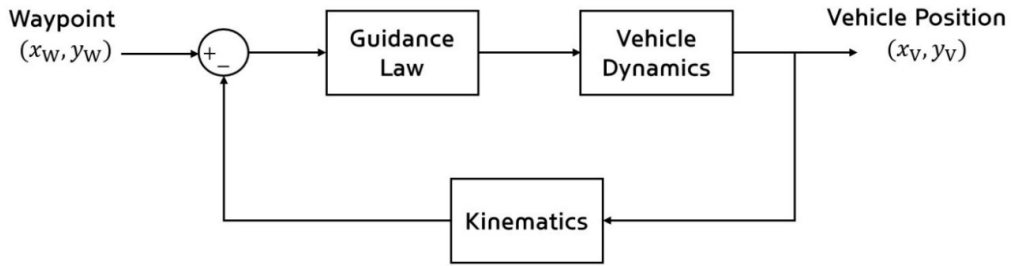 Waypoint
(x_W, y_W)
+
−
Guidance
Law
Vehicle
Dynamics
Vehicle Position
(x_V, y_V)
Kinematics